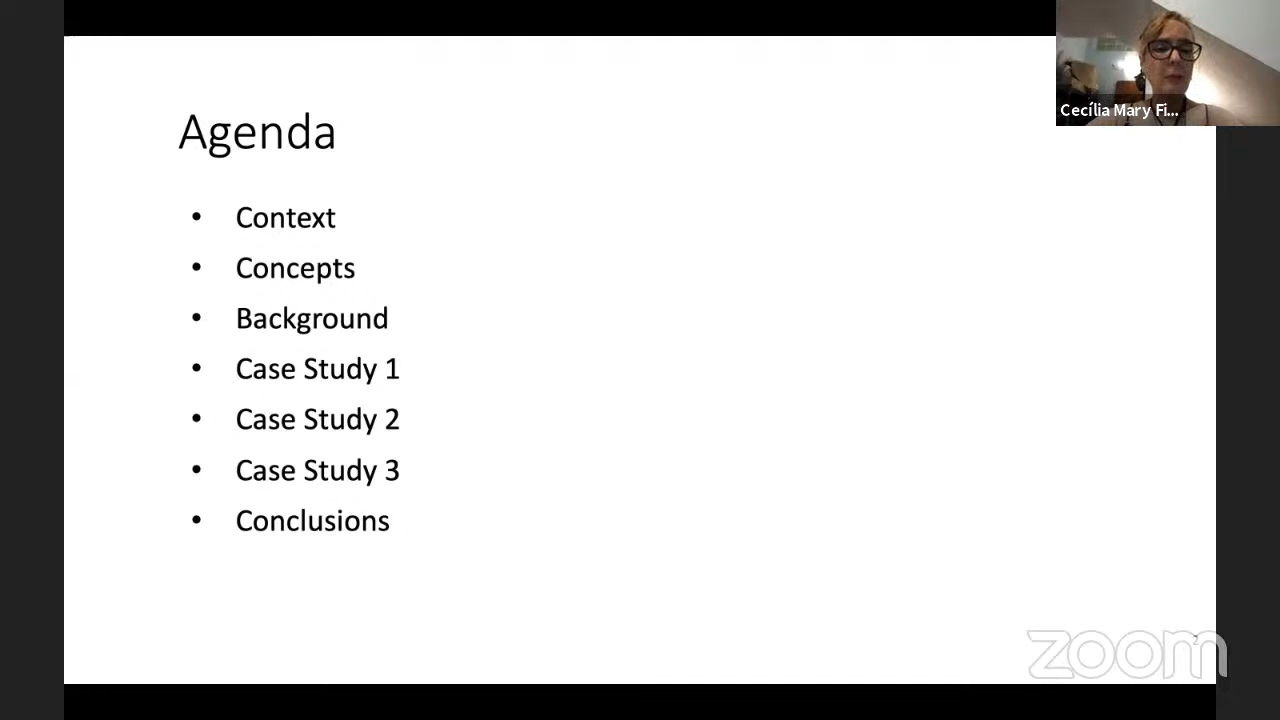 Cecília Mary Fi...
Agenda
• Context
• Concepts
• Background
• Case Study 1
• Case Study 2
• Case Study 3
• Conclusions
zoom